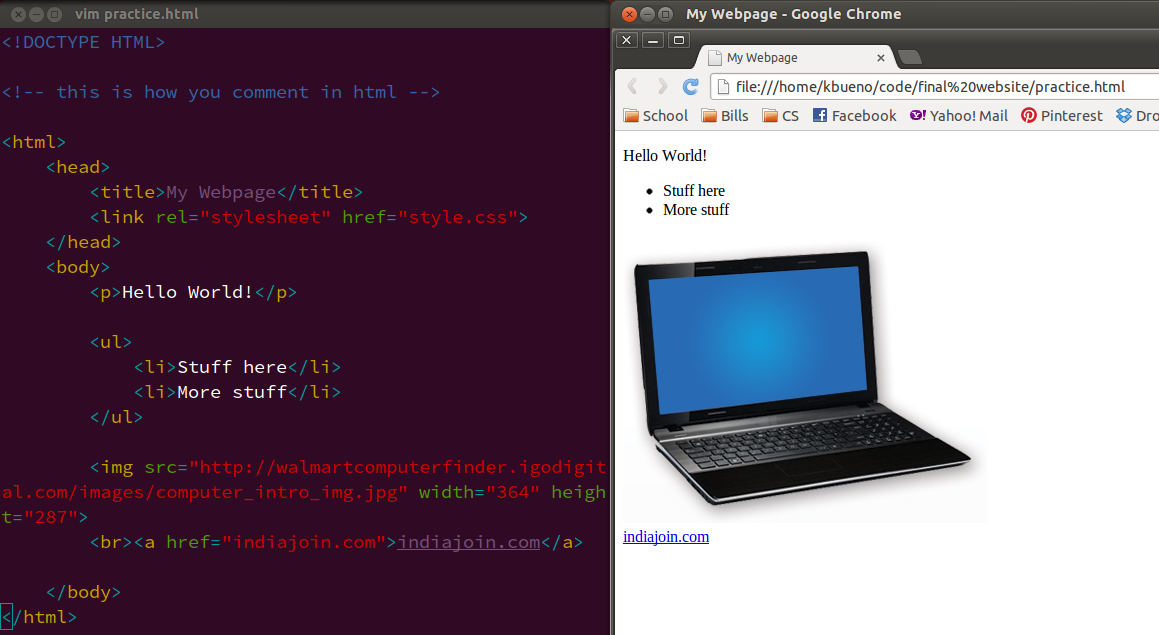 vim practice.html
<!DOCTYPE HTML>
<!-- this is how you comment in html -->
<html>
<head>
<title>My Webpage</title>
<link rel="stylesheet" href="style.css">
</head>
<body>
<p>Hello World!</p>
<ul>
<li>Stuff here</li>
<li>More stuff</li>
</ul>
<img src="http://walmartcomputerfinder.igodigit
al.com/images/computer_intro_img.jpg" width="364" heigh
t="287">
<br><a href="indiajoin.com">indiajoin.com</a>
</body>
</html>
My Webpage - Google Chrome
My Webpage
file:///home/kbueno/code/final%20website/practice.html
School Bills CS Facebook Yahoo! Mail Pinterest Dro
Hello World!
Stuff here
More stuff
indiajoin.com